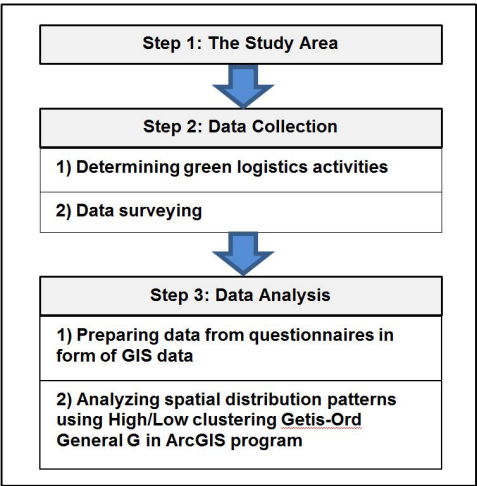 Step 1: The Study Area
Step 2: Data Collection
1) Determining green logistics activities
2) Data surveying
Step 3: Data Analysis
1) Preparing data from questionnaires in
form of GIS data
2) Analyzing spatial distribution patterns
using High/Low clustering Getis-Ord
General G in ArcGIS program